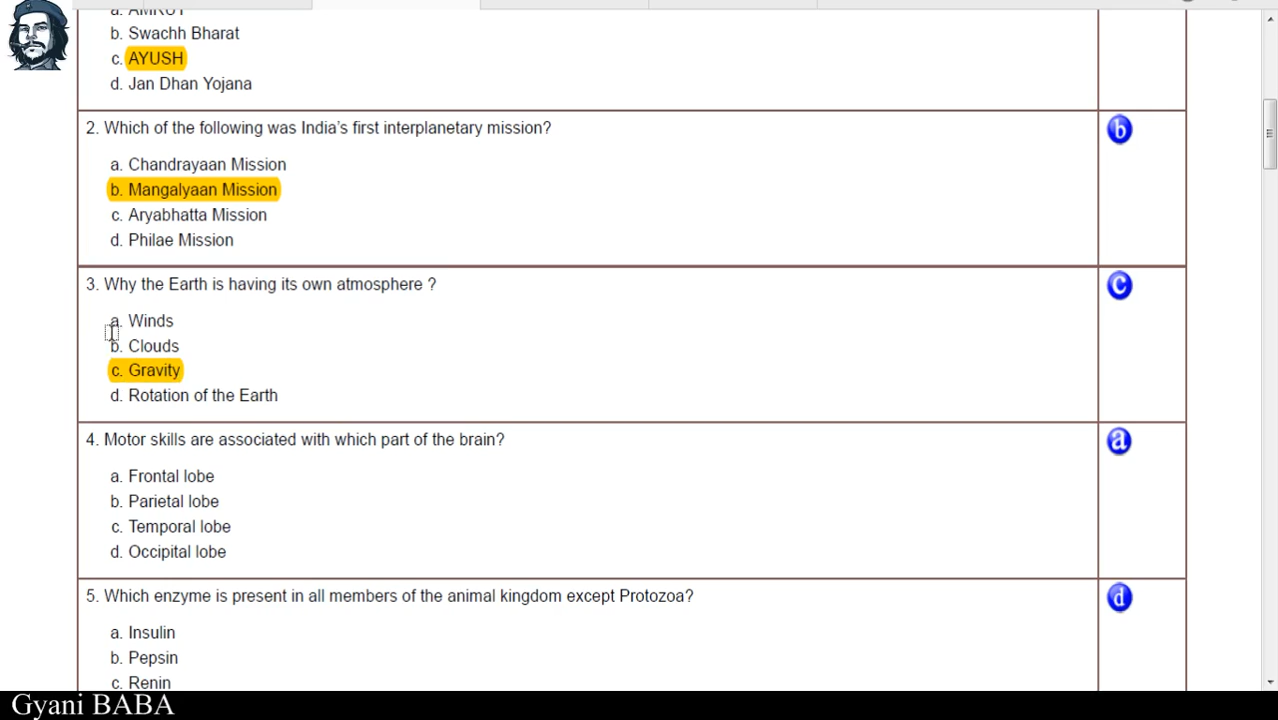 a. AMRUT
b. Swachh Bharat
c. AYUSH
d. Jan Dhan Yojana
2. Which of the following was India’s first interplanetary mission?
b
a. Chandrayaan Mission
b. Mangalyaan Mission
c. Aryabhatta Mission
d. Philae Mission
3. Why the Earth is having its own atmosphere ?
c
a. Winds
b. Clouds
c. Gravity
d. Rotation of the Earth
4. Motor skills are associated with which part of the brain?
a
a. Frontal lobe
b. Parietal lobe
c. Temporal lobe
d. Occipital lobe
5. Which enzyme is present in all members of the animal kingdom except Protozoa?
d
a. Insulin
b. Pepsin
c. Renin
Gyani BABA